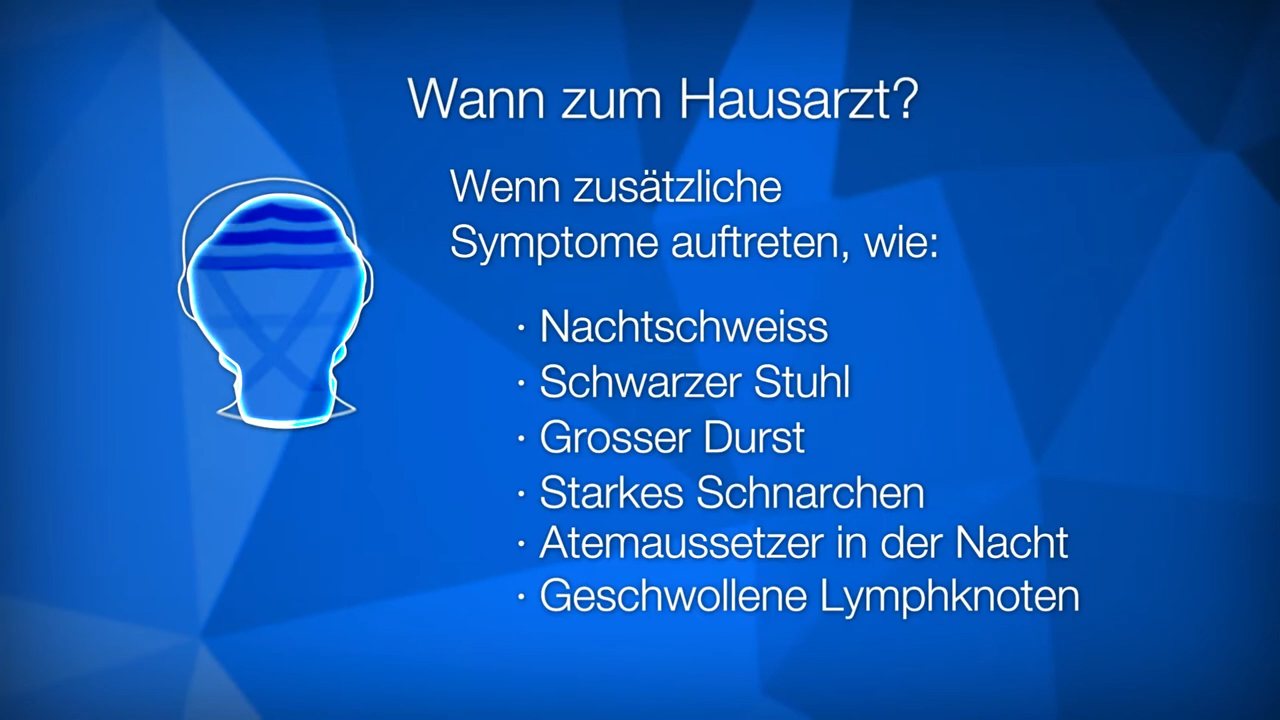 Wann zum Hausarzt?
Wenn zusätzliche
Symptome auftreten, wie:
· Nachtschweiss
· Schwarzer Stuhl
· Grosser Durst
· Starkes Schnarchen
· Atemaussetzer in der Nacht
· Geschwollene Lymphknoten